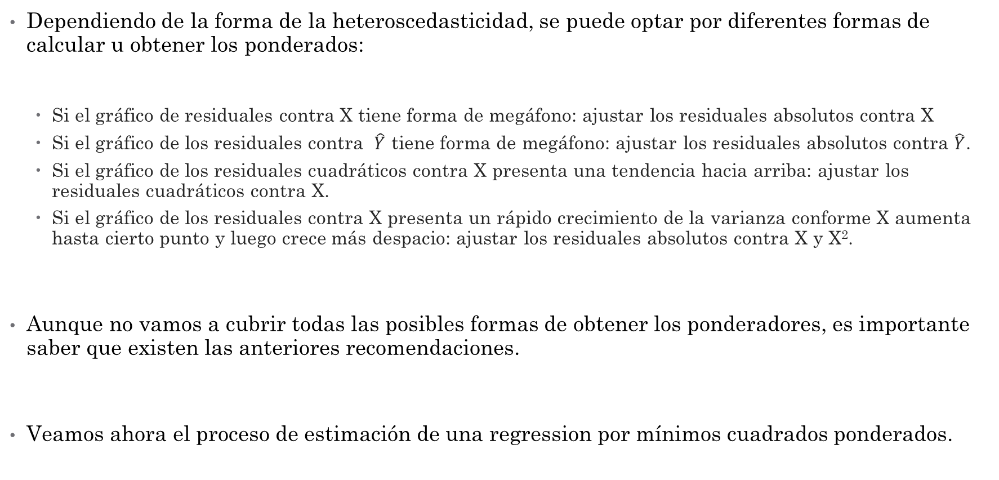 • Dependiendo de la forma de la heteroscedasticidad, se puede optar por diferentes formas de
calcular u obtener los ponderados:
• Si el gráfico de residuales contra X tiene forma de megáfono: ajustar los residuales absolutos contra X
• Si el gráfico de los residuales contra Ŷ tiene forma de megáfono: ajustar los residuales absolutos contra Ŷ.
• Si el gráfico de los residuales cuadráticos contra X presenta una tendencia hacia arriba: ajustar los
residuales cuadráticos contra X.
• Si el gráfico de los residuales contra X presenta un rápido crecimiento de la varianza conforme X aumenta
hasta cierto punto y luego crece más despacio: ajustar los residuales absolutos contra X y X².
• Aunque no vamos a cubrir todas las posibles formas de obtener los ponderadores, es importante
saber que existen las anteriores recomendaciones.
• Veamos ahora el proceso de estimación de una regression por mínimos cuadrados ponderados.